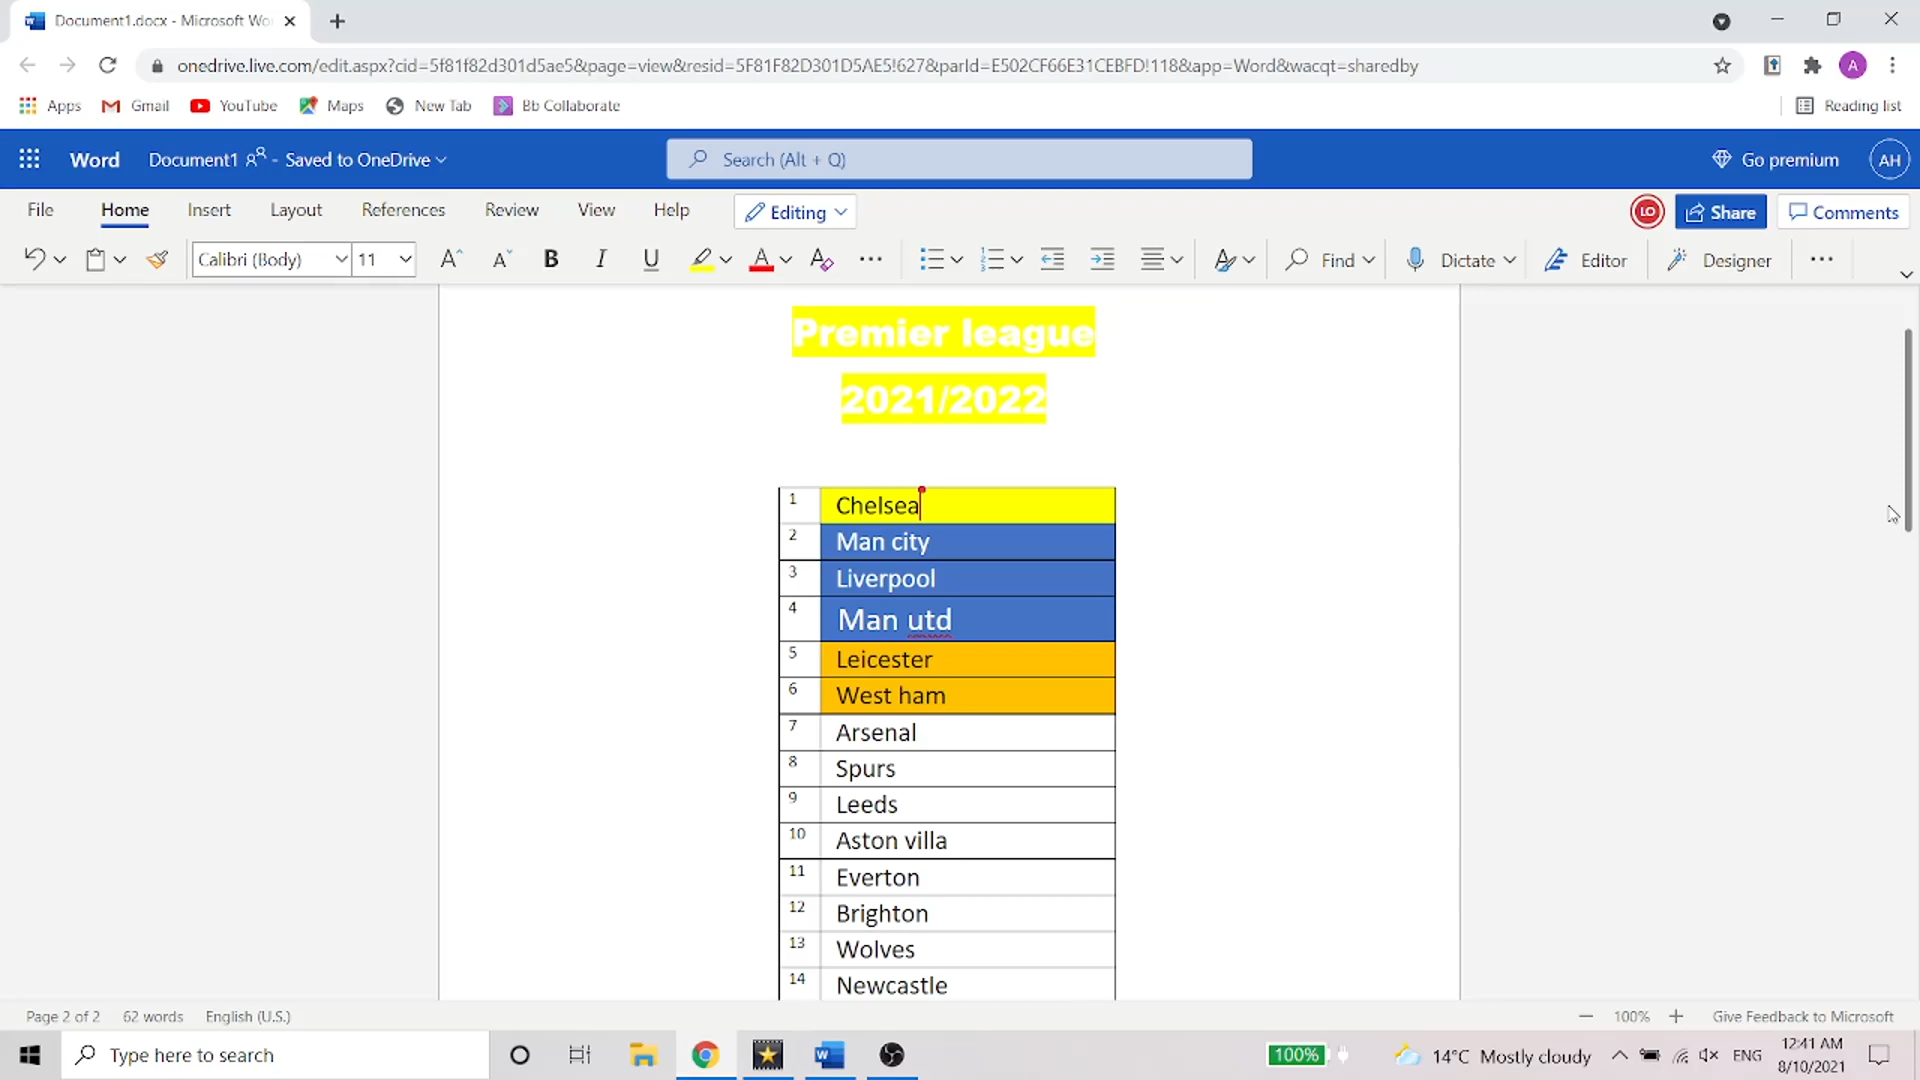 Document1.docx - Microsoft Wo
onedrive.live.com/edit.aspx?cid=5f81f82d301d5ae5&page=view&resid=5F81F82D301D5AE5!627&parId=E502CF66E31CEBFD!118&app=Word&wacqt=sharedby
A
Apps Gmail YouTube Maps New Tab Bb Collaborate Reading list
Word Document1 - Saved to OneDrive Search (Alt + Q) Go premium AH
File Home Insert Layout References Review View Help Editing LO Share Comments
Calibri (Body) 11 A A B I U A A Find Dictate Editor Designer
Premier league
2021/2022
1 Chelsea
2 Man city
3 Liverpool
4 Man utd
5 Leicester
6 West ham
7 Arsenal
8 Spurs
9 Leeds
10 Aston villa
11 Everton
12 Brighton
13 Wolves
14 Newcastle
Page 2 of 2 62 words English (U.S.) 100% Give Feedback to Microsoft
Type here to search 100% 14°C Mostly cloudy ENG 12:41 AM
8/10/2021